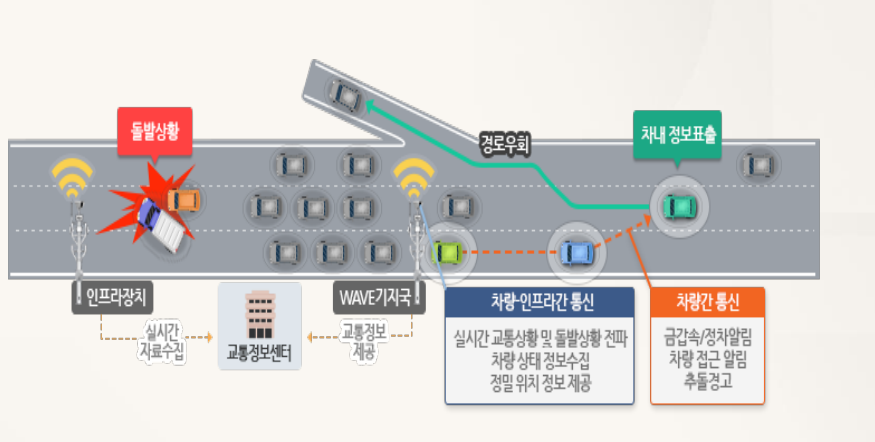 돌발상황
경로우회
차내 정보표출
인프라장치
WAVE기지국
실시간
자료수집
교통정보센터
교통정보
제공
차량-인프라간 통신
실시간 교통상황 및 돌발상황 전파
차량 상태 정보수집
정밀 위치 정보 제공
차량간 통신
금감속/정차알림
차량 접근 알림
추돌경고